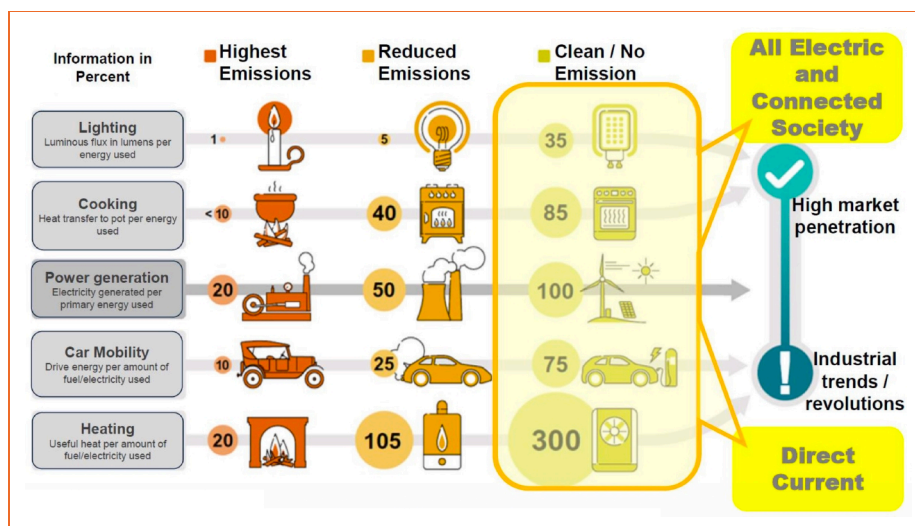 Information in
Percent
Highest
Emissions
Reduced
Emissions
Clean / No
Emission
All Electric
and
Connected
Society
Lighting
Luminous flux in lumens per
energy used
1
5
35
Cooking
Heat transfer to pot per energy
used
< 10
40
85
High market
penetration
Power generation
Electricity generated per
primary energy used
20
50
100
Car Mobility
Drive energy per amount of
fuel/electricity used
10
25
75
Industrial
trends /
revolutions
Heating
Useful heat per amount of
fuel/electricity used
20
105
300
Direct
Current